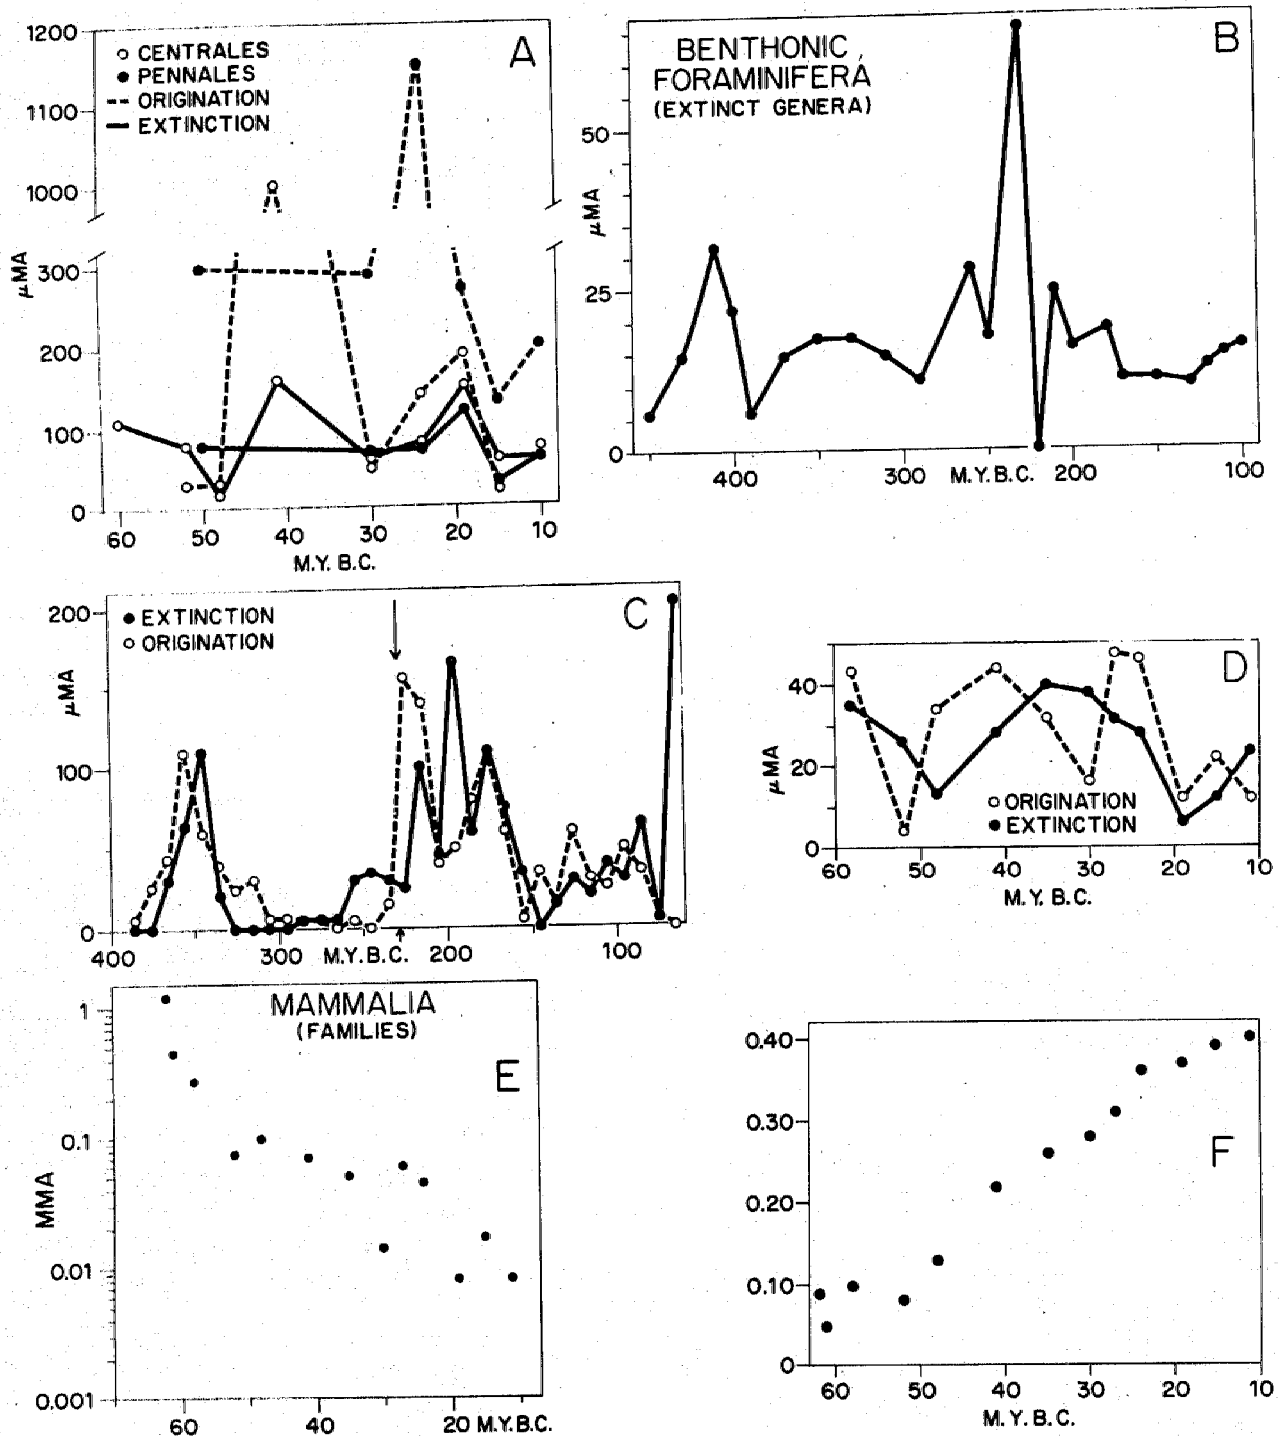 A
1200
1100
1000
300
200
100
0
μMA
○ CENTRALES
● PENNALES
--- ORIGINATION
— EXTINCTION
60 50 40 30 20 10
M.Y. B.C.
B
BENTHONIC
FORAMINIFERA
(EXTINCT GENERA)
50
25
0
μMA
400 300 M.Y.B.C. 200 100
C
● EXTINCTION
○ ORIGINATION
200
100
0
μMA
400 300 M.Y.B.C. 200 100
D
40
20
0
μMA
○ ORIGINATION
● EXTINCTION
60 50 40 30 20 10
M.Y. B.C.
MAMMALIA
(FAMILIES)
E
1
0.1
0.01
0.001
MMA
60 40 20 M.Y.B.C.
F
0.40
0.30
0.20
0.10
0
60 50 40 30 20 10
M.Y.B.C.